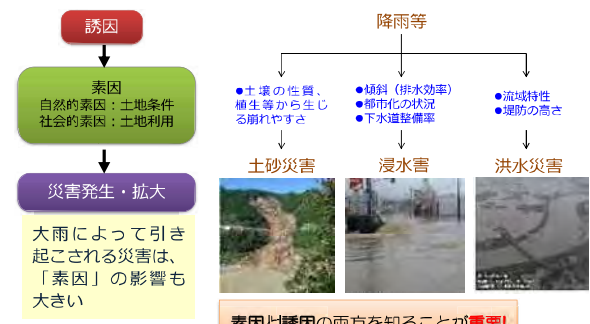 誘因
素因
自然的素因：土地条件
社会的素因：土地利用
災害発生・拡大
大雨によって引き
起こされる災害は、
「素因」の影響も
大きい
降雨等
●土壌の性質、
植生等から生じ
る崩れやすさ
●傾斜（排水効率）
●都市化の状況
●下水道整備率
●流域特性
●堤防の高さ
土砂災害
浸水害
洪水災害
素因と誘因の両方を知ることが重要!